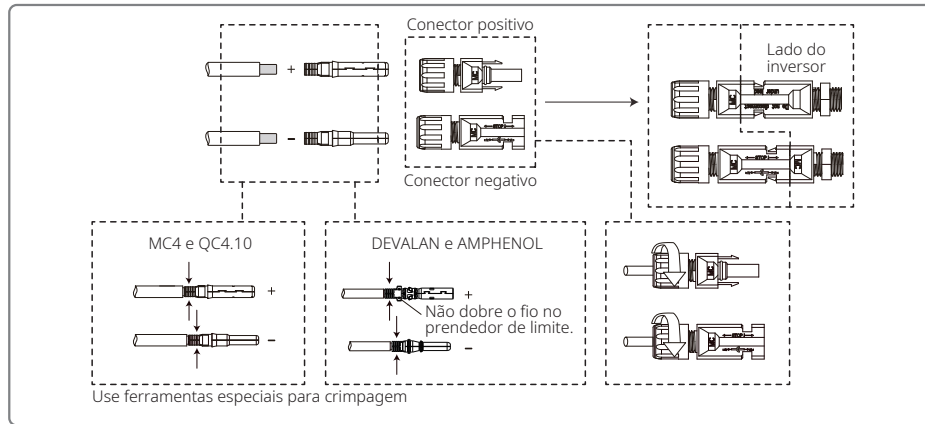 Conector positivo
Lado do
inversor
+
-
Conector negativo
MC4 e QC4.10
DEVALAN e AMPHENOL
+
+
Não dobre o fio no
prendedor de limite.
-
-
Use ferramentas especiais para crimpagem